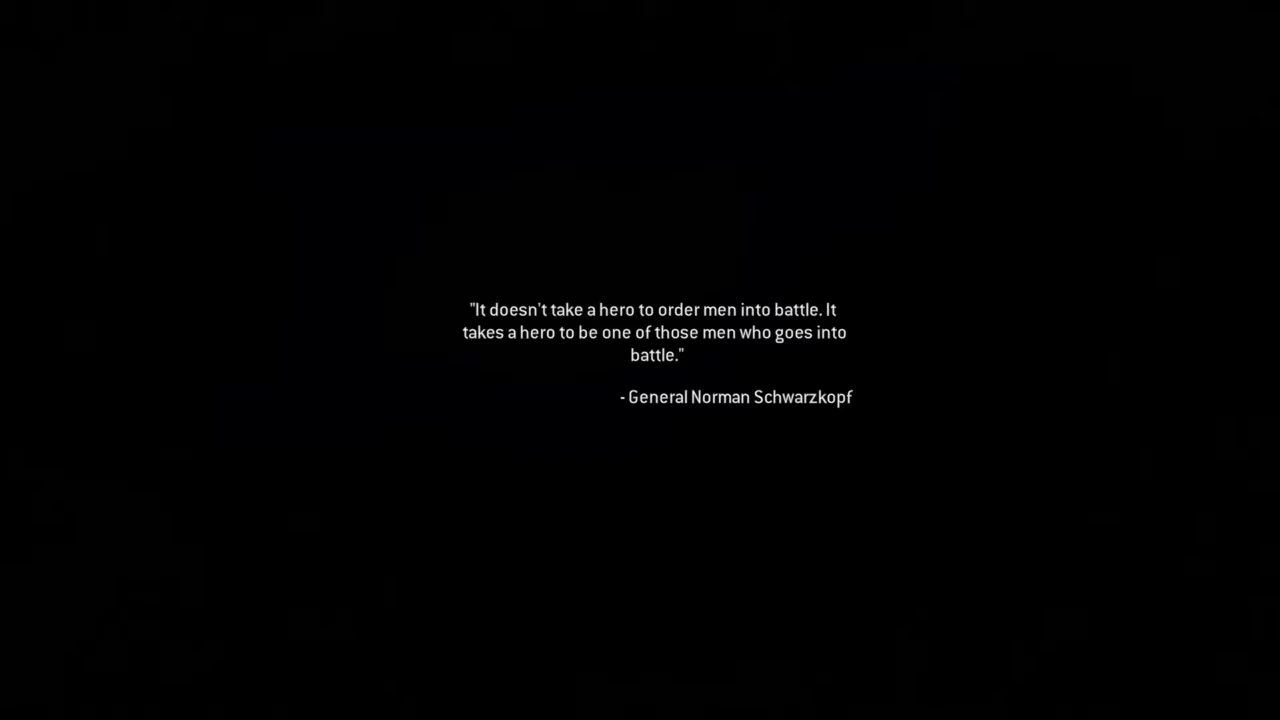 "It doesn't take a hero to order men into battle. It
takes a hero to be one of those men who goes into
battle."
- General Norman Schwarzkopf